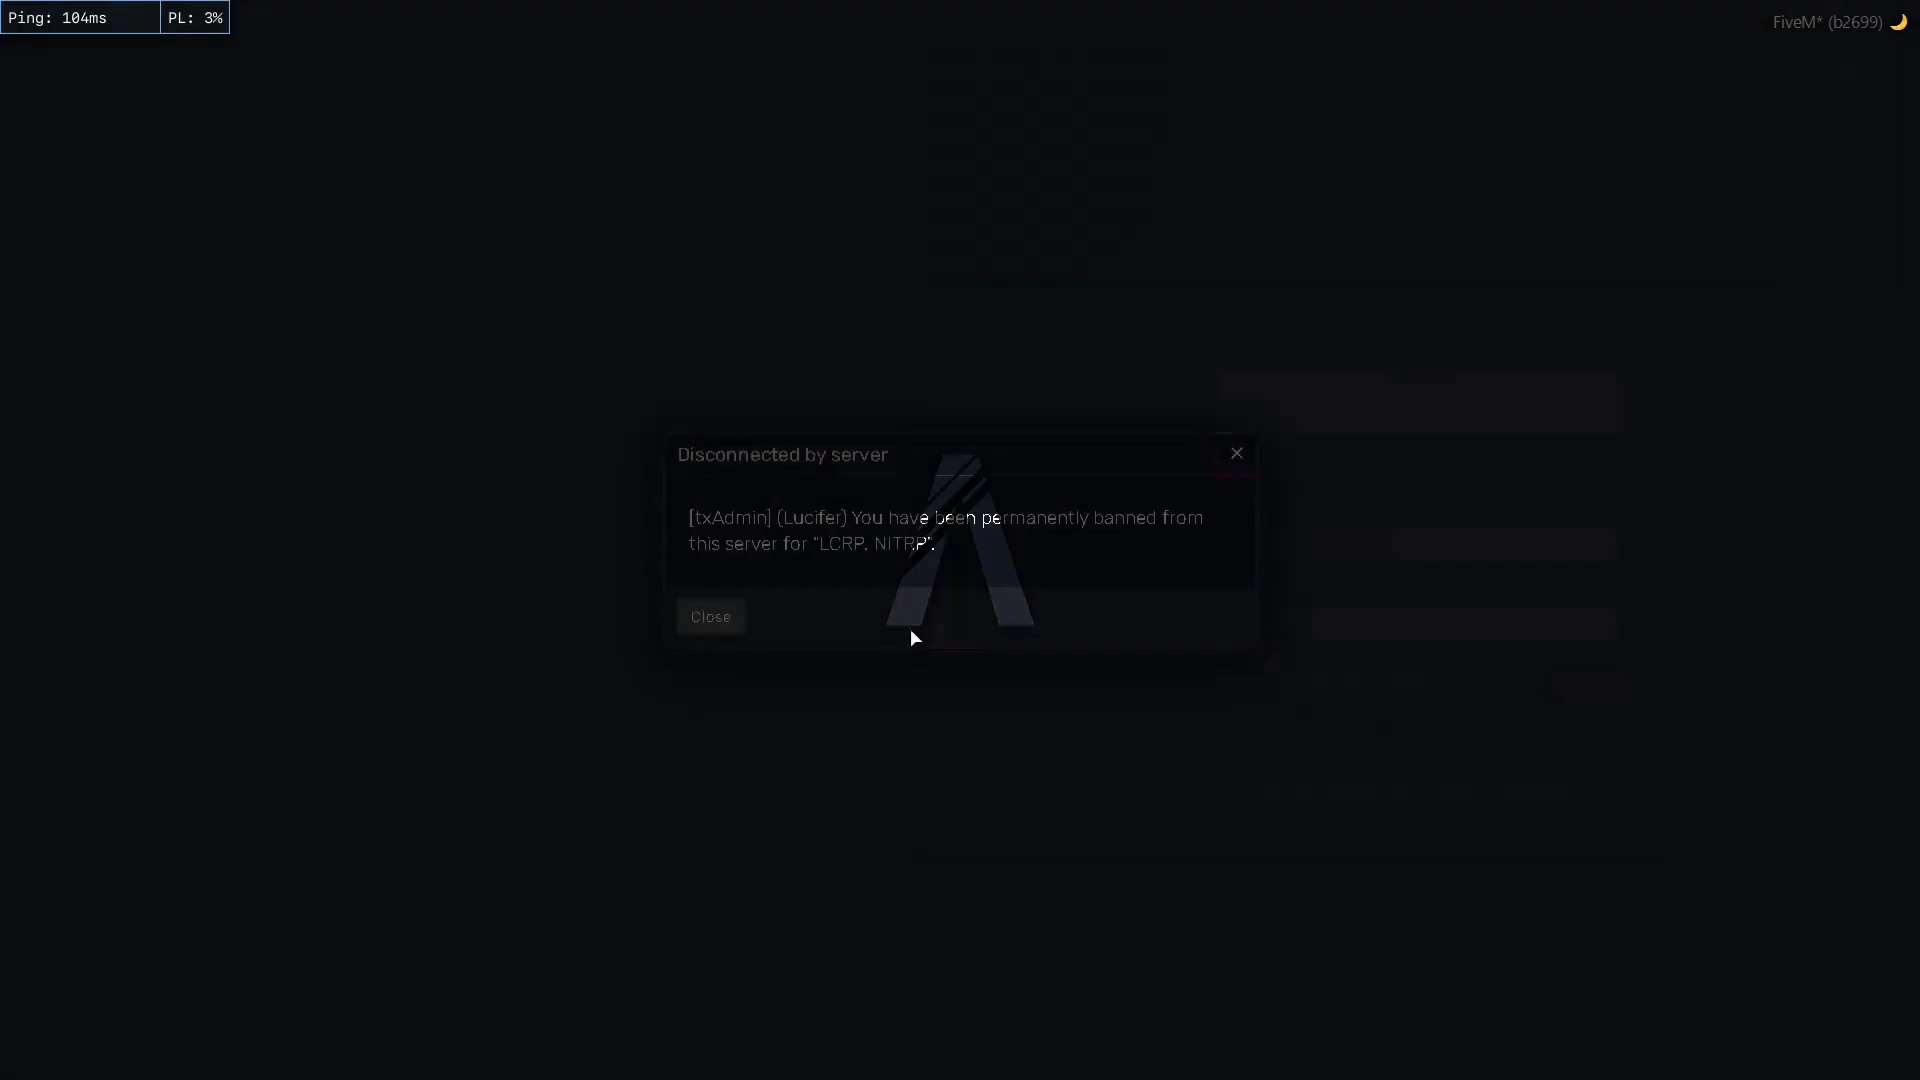 Ping: 104ms PL: 3%
FiveM* (b2699) 🌙
Disconnected by server ✕
[txAdmin] (Lucifer) You have been permanently banned from
this server for "LCRP, NITRP".
Close